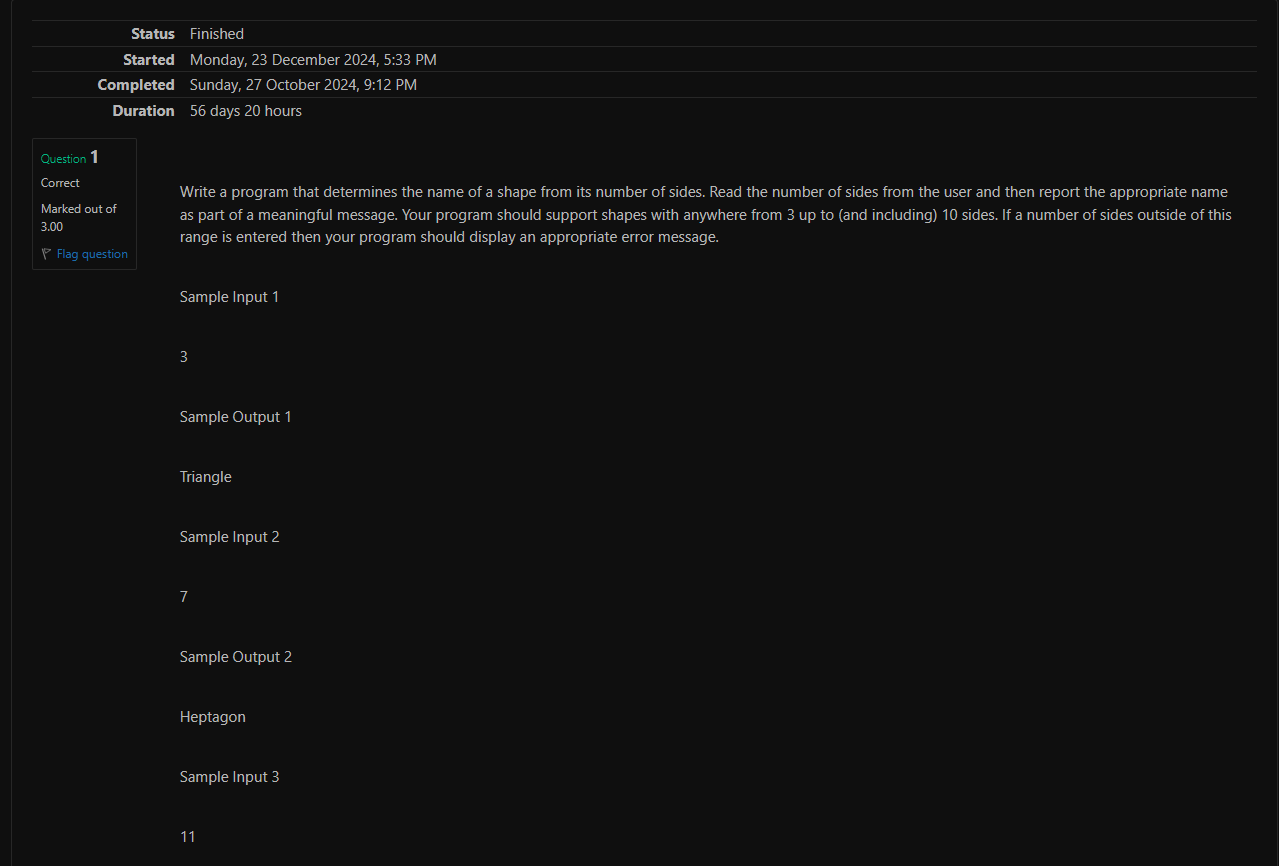 Status Finished
Started Monday, 23 December 2024, 5:33 PM
Completed Sunday, 27 October 2024, 9:12 PM
Duration 56 days 20 hours
Question 1
Correct
Marked out of
3.00
Flag question
Write a program that determines the name of a shape from its number of sides. Read the number of sides from the user and then report the appropriate name
as part of a meaningful message. Your program should support shapes with anywhere from 3 up to (and including) 10 sides. If a number of sides outside of this
range is entered then your program should display an appropriate error message.
Sample Input 1
3
Sample Output 1
Triangle
Sample Input 2
7
Sample Output 2
Heptagon
Sample Input 3
11